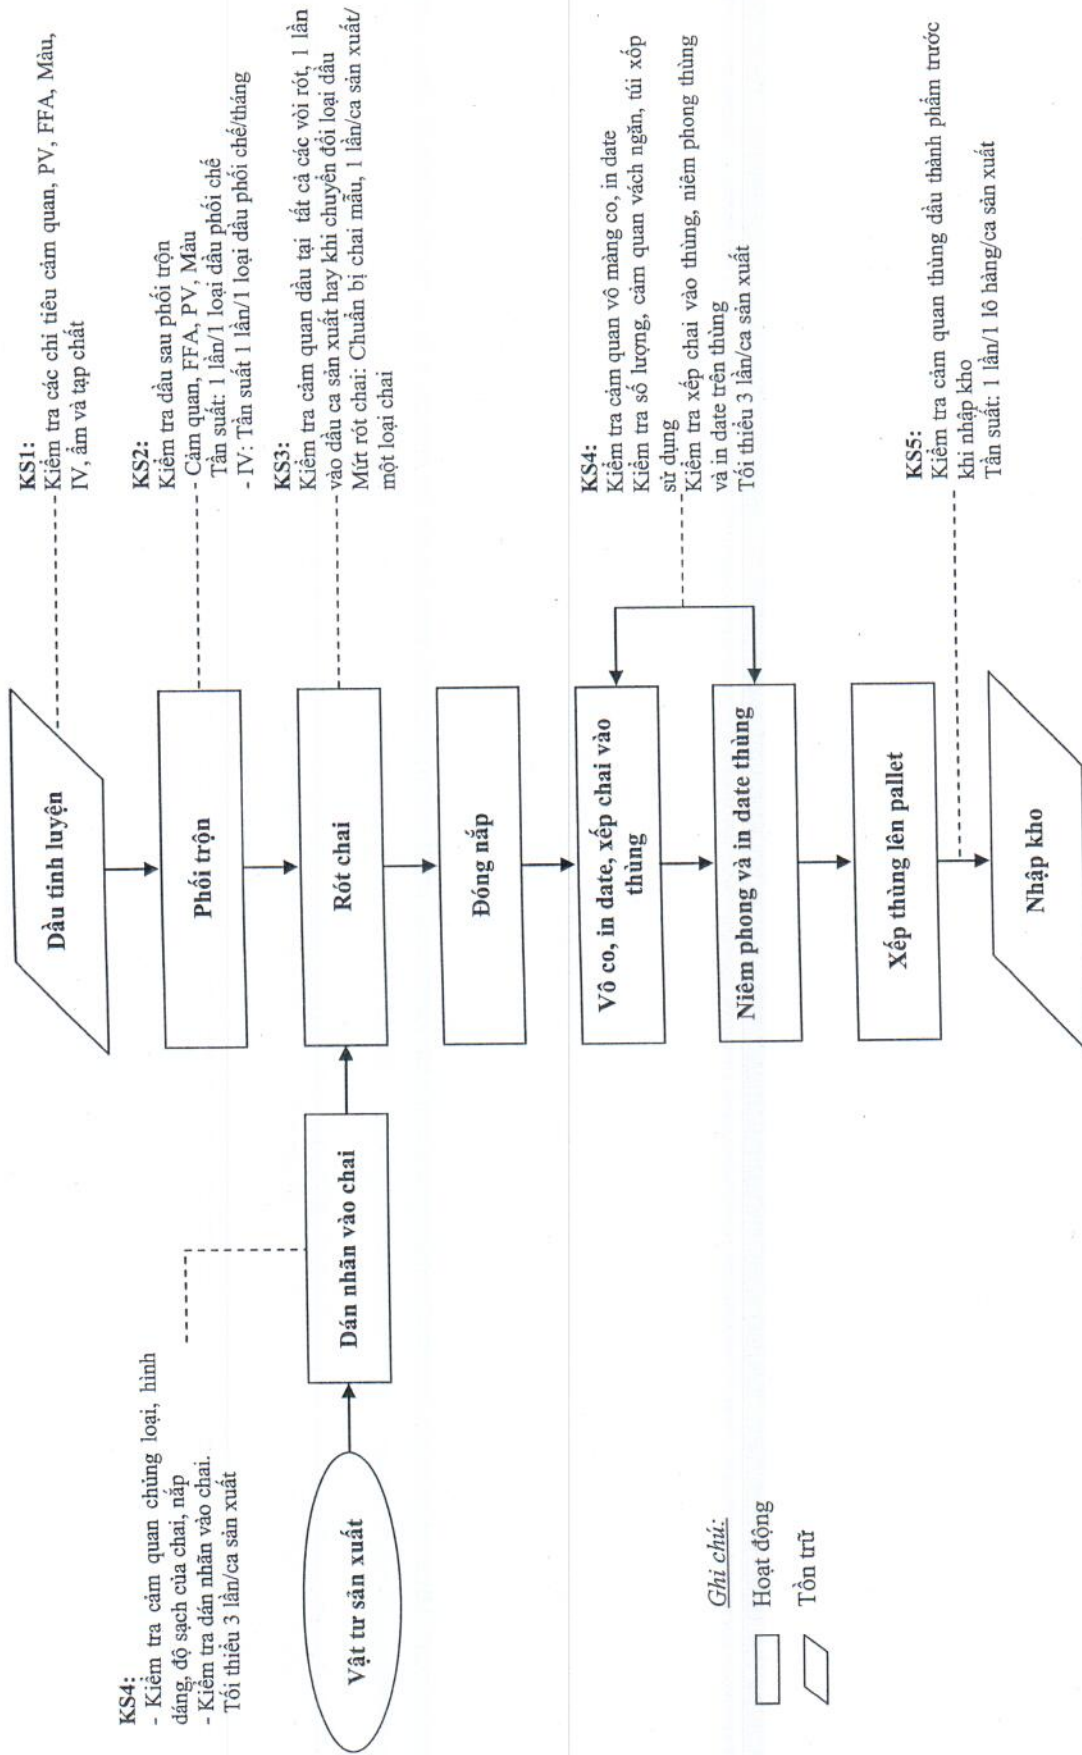 KS1:
Kiểm tra các chỉ tiêu cảm quan, PV, FFA, Màu,
IV, ẩm và tạp chất
Dầu tinh luyện
KS2:
Kiểm tra dầu sau phối trộn
- Cảm quan, FFA, PV, Màu
Tần suất: 1 lần/1 loại dầu phối chế
- IV: Tần suất 1 lần/1 loại dầu phối chế/tháng
Phối trộn
KS4:
- Kiểm tra cảm quan chủng loại, hình
dáng, độ sạch của chai, nắp
- Kiểm tra dán nhãn vào chai.
Tối thiểu 3 lần/ca sản xuất
Vật tư sản xuất
Dán nhãn vào chai
Rót chai
KS3:
Kiểm tra cảm quan dầu tại tất cả các vòi rót, 1 lần
vào đầu ca sản xuất hay khi chuyển đổi loại dầu
Mứt rót chai: Chuẩn bị chai mẫu, 1 lần/ca sản xuất/
một loại chai
Đóng nắp
Vô co, in date, xếp chai vào
thùng
KS4:
Kiểm tra cảm quan vô màng co, in date
Kiểm tra số lượng, cảm quan vách ngăn, túi xốp
sử dụng
Kiểm tra xếp chai vào thùng, niêm phong thùng
và in date trên thùng
Tối thiểu 3 lần/ca sản xuất
Niêm phong và in date thùng
Xếp thùng lên pallet
KS5:
Kiểm tra cảm quan thùng dầu thành phẩm trước
khi nhập kho
Tần suất: 1 lần/1 lô hàng/ca sản xuất
Nhập kho
Ghi chú:
Hoạt động
Tồn trữ